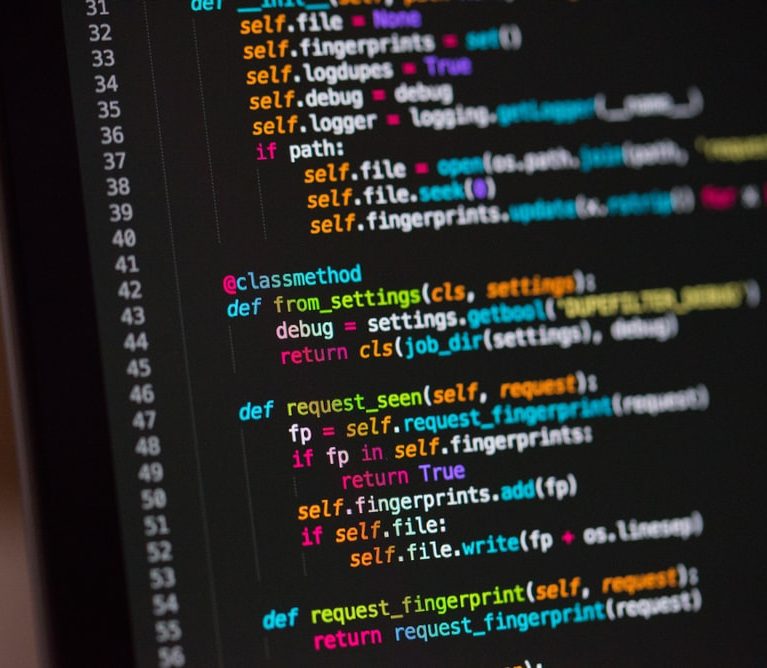 31 def __init__(self,
32 self.file = None
33 self.fingerprints = set()
34 self.logdupes = True
35 self.debug = debug
36 self.logger = logging.getLogger(__name__)
37 if path:
38 self.file = open(os.path.join(path, 'request
39 self.file.seek(0)
40 self.fingerprints.update(x.rstrip() for x
41
42 @classmethod
43 def from_settings(cls, settings):
44 debug = settings.getbool('DUPEFILTER_DEBUG')
45 return cls(job_dir(settings), debug)
46
47 def request_seen(self, request):
48 fp = self.request_fingerprint(request)
49 if fp in self.fingerprints:
50 return True
51 self.fingerprints.add(fp)
52 if self.file:
53 self.file.write(fp + os.linesep)
54
55 def request_fingerprint(self, request):
56 return request_fingerprint(request)